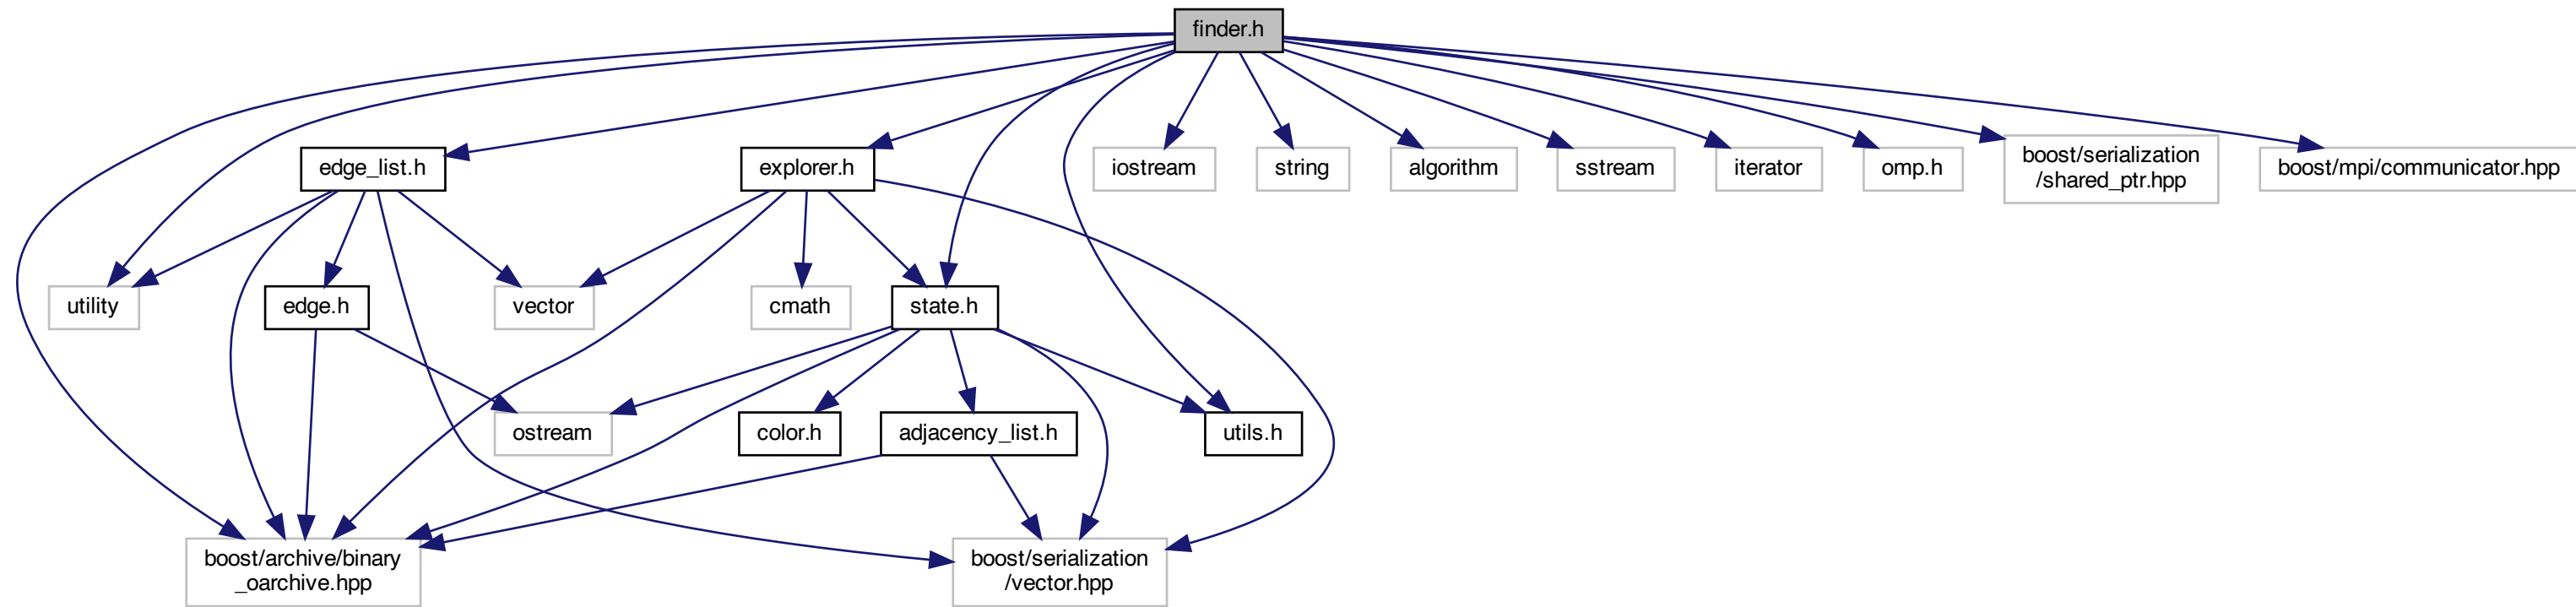 finder.h
edge_list.h
explorer.h
iostream
string
algorithm
sstream
iterator
omp.h
boost/serialization
/shared_ptr.hpp
boost/mpi/communicator.hpp
utility
edge.h
vector
cmath
state.h
ostream
color.h
adjacency_list.h
utils.h
boost/archive/binary
_oarchive.hpp
boost/serialization
/vector.hpp